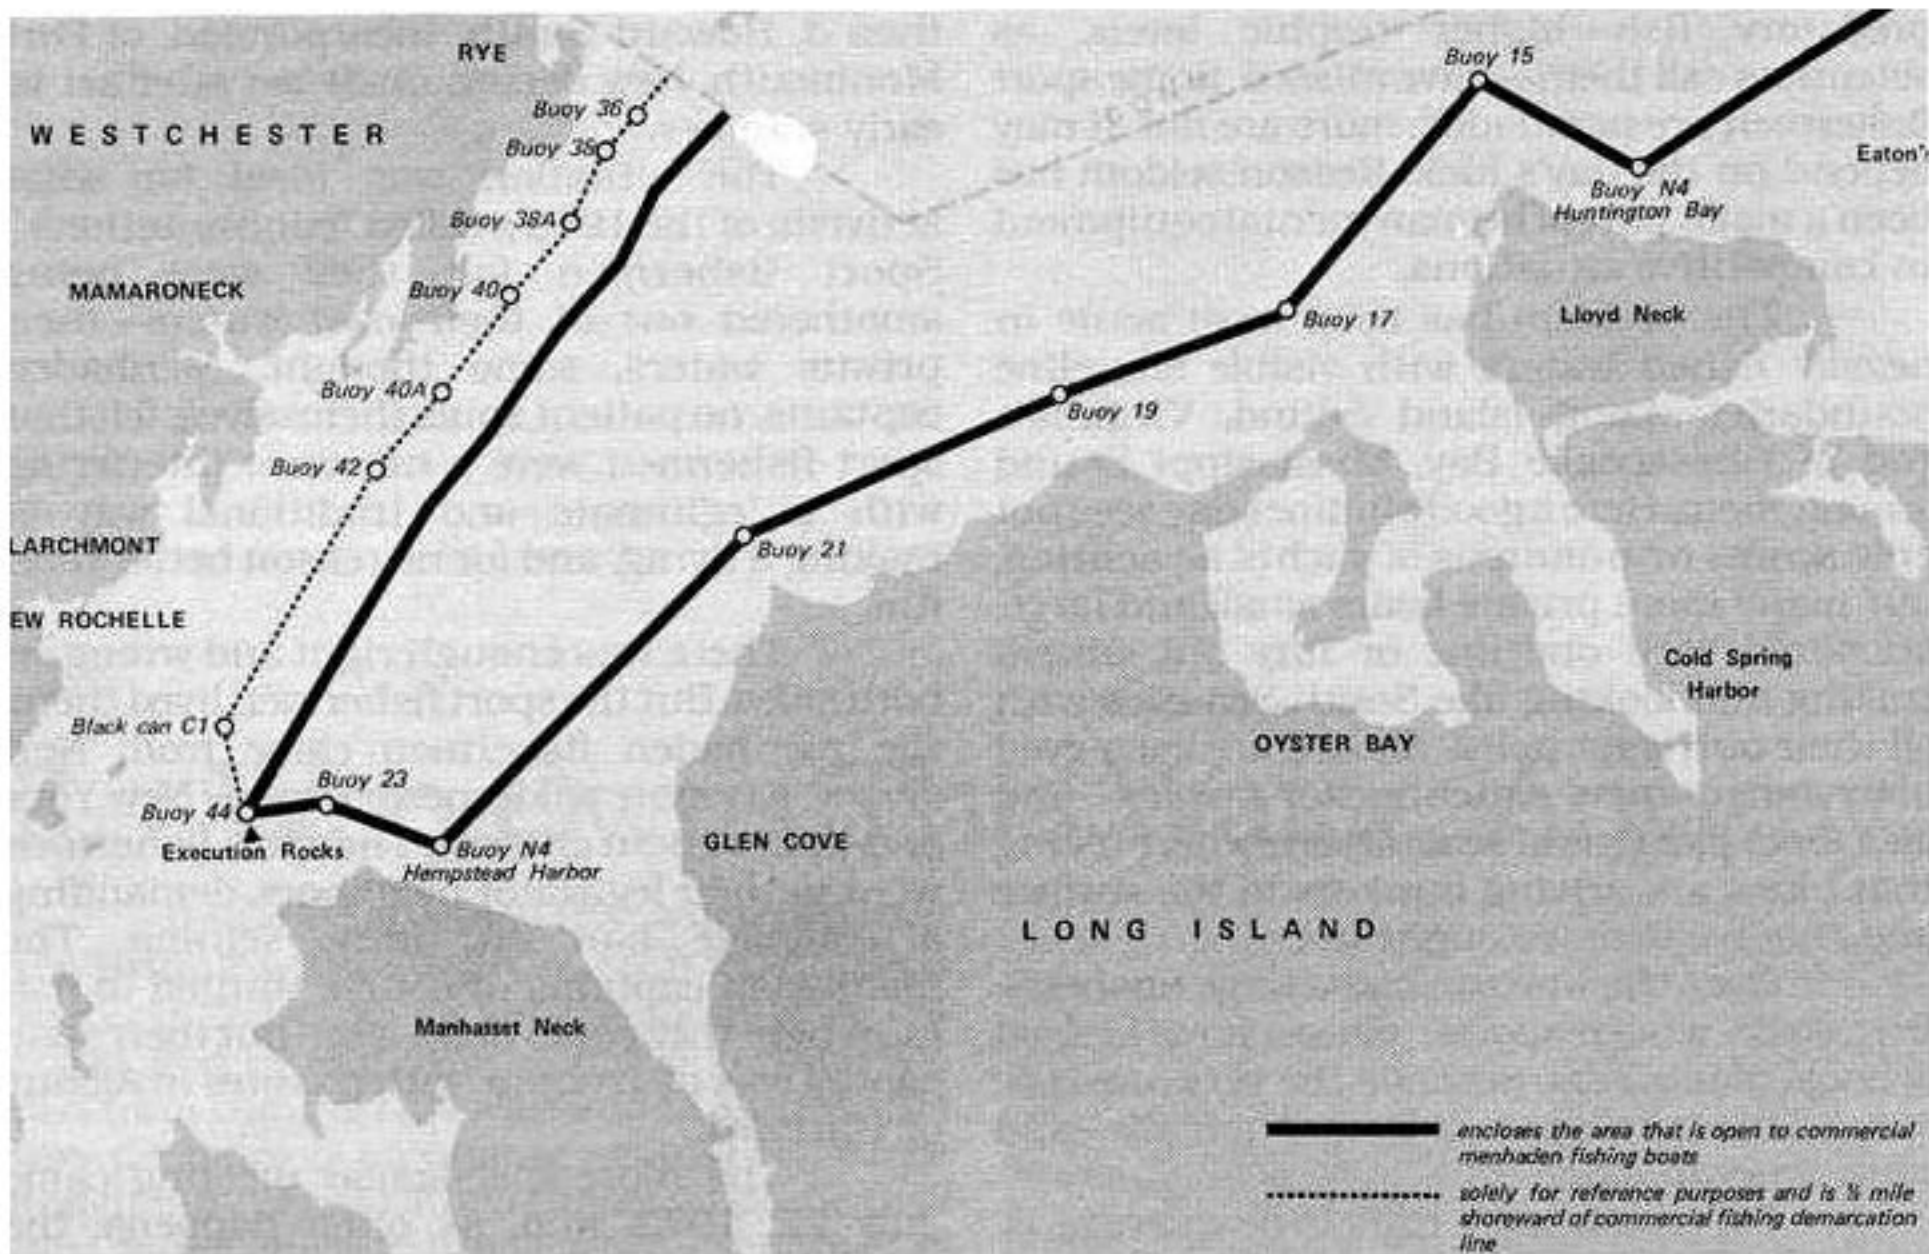 RYE
Buoy 15
Buoy 36
WESTCHESTER
Buoy 38
Eaton's
Buoy N4
Huntington Bay
Buoy 38A
MAMARONECK
Buoy 40
Lloyd Neck
Buoy 17
Buoy 40A
Buoy 19
Buoy 42
LARCHMONT
Buoy 21
EW ROCHELLE
Cold Spring
Harbor
Black can C1
OYSTER BAY
Buoy 23
Buoy 44
Execution Rocks
Buoy N4
Hempstead Harbor
GLEN COVE
LONG ISLAND
Manhasset Neck
encloses the area that is open to commercial
menhaden fishing boats
solely for reference purposes and is ½ mile
shoreward of commercial fishing demarcation
line